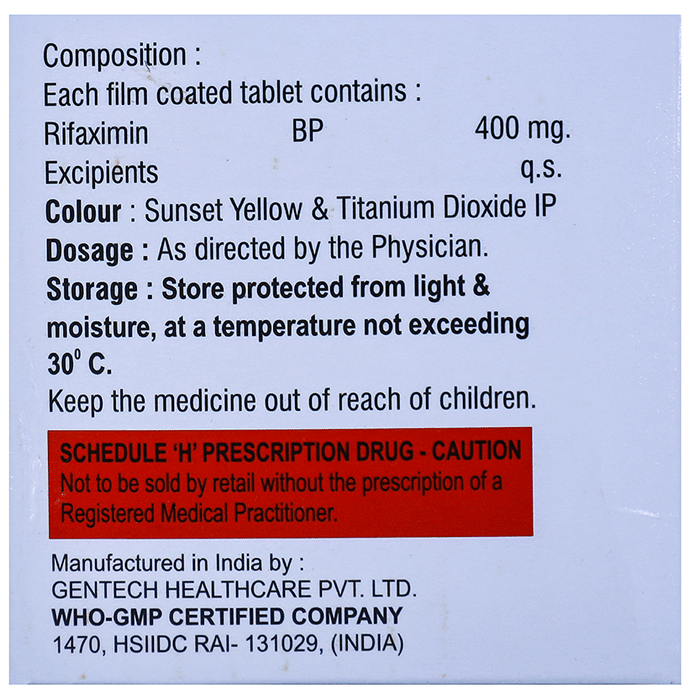 Composition :
Each film coated tablet contains :
Rifaximin BP 400 mg.
Excipients q.s.
Colour : Sunset Yellow & Titanium Dioxide IP
Dosage : As directed by the Physician.
Storage : Store protected from light &
moisture, at a temperature not exceeding
30⁰ C.
Keep the medicine out of reach of children.
SCHEDULE ‘H’ PRESCRIPTION DRUG - CAUTION
Not to be sold by retail without the prescription of a
Registered Medical Practitioner.
Manufactured in India by :
GENTECH HEALTHCARE PVT. LTD.
WHO-GMP CERTIFIED COMPANY
1470, HSIIDC RAI- 131029, (INDIA)